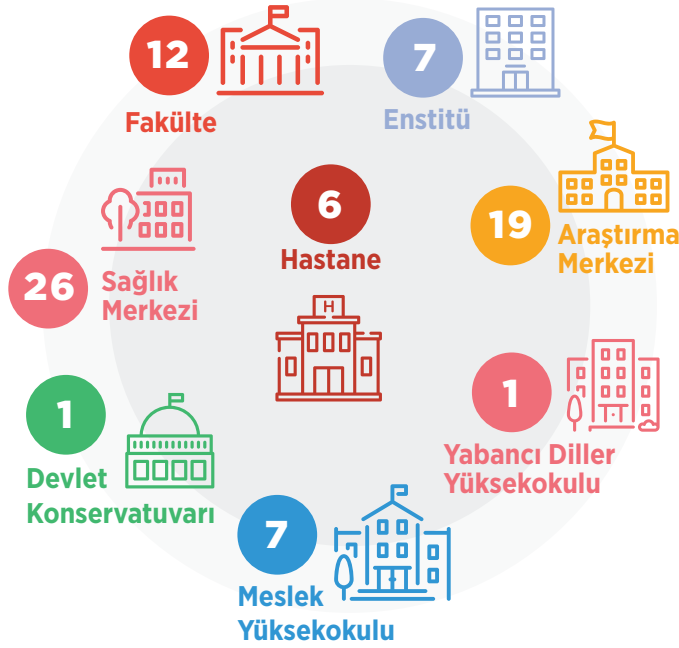 12
Fakülte
7
Enstitü
6
Hastane
H
19
Araştırma
Merkezi
26
Sağlık
Merkezi
1
Yabancı Diller
Yüksekokulu
1
Devlet
Konservatuvarı
7
Meslek
Yüksekokulu